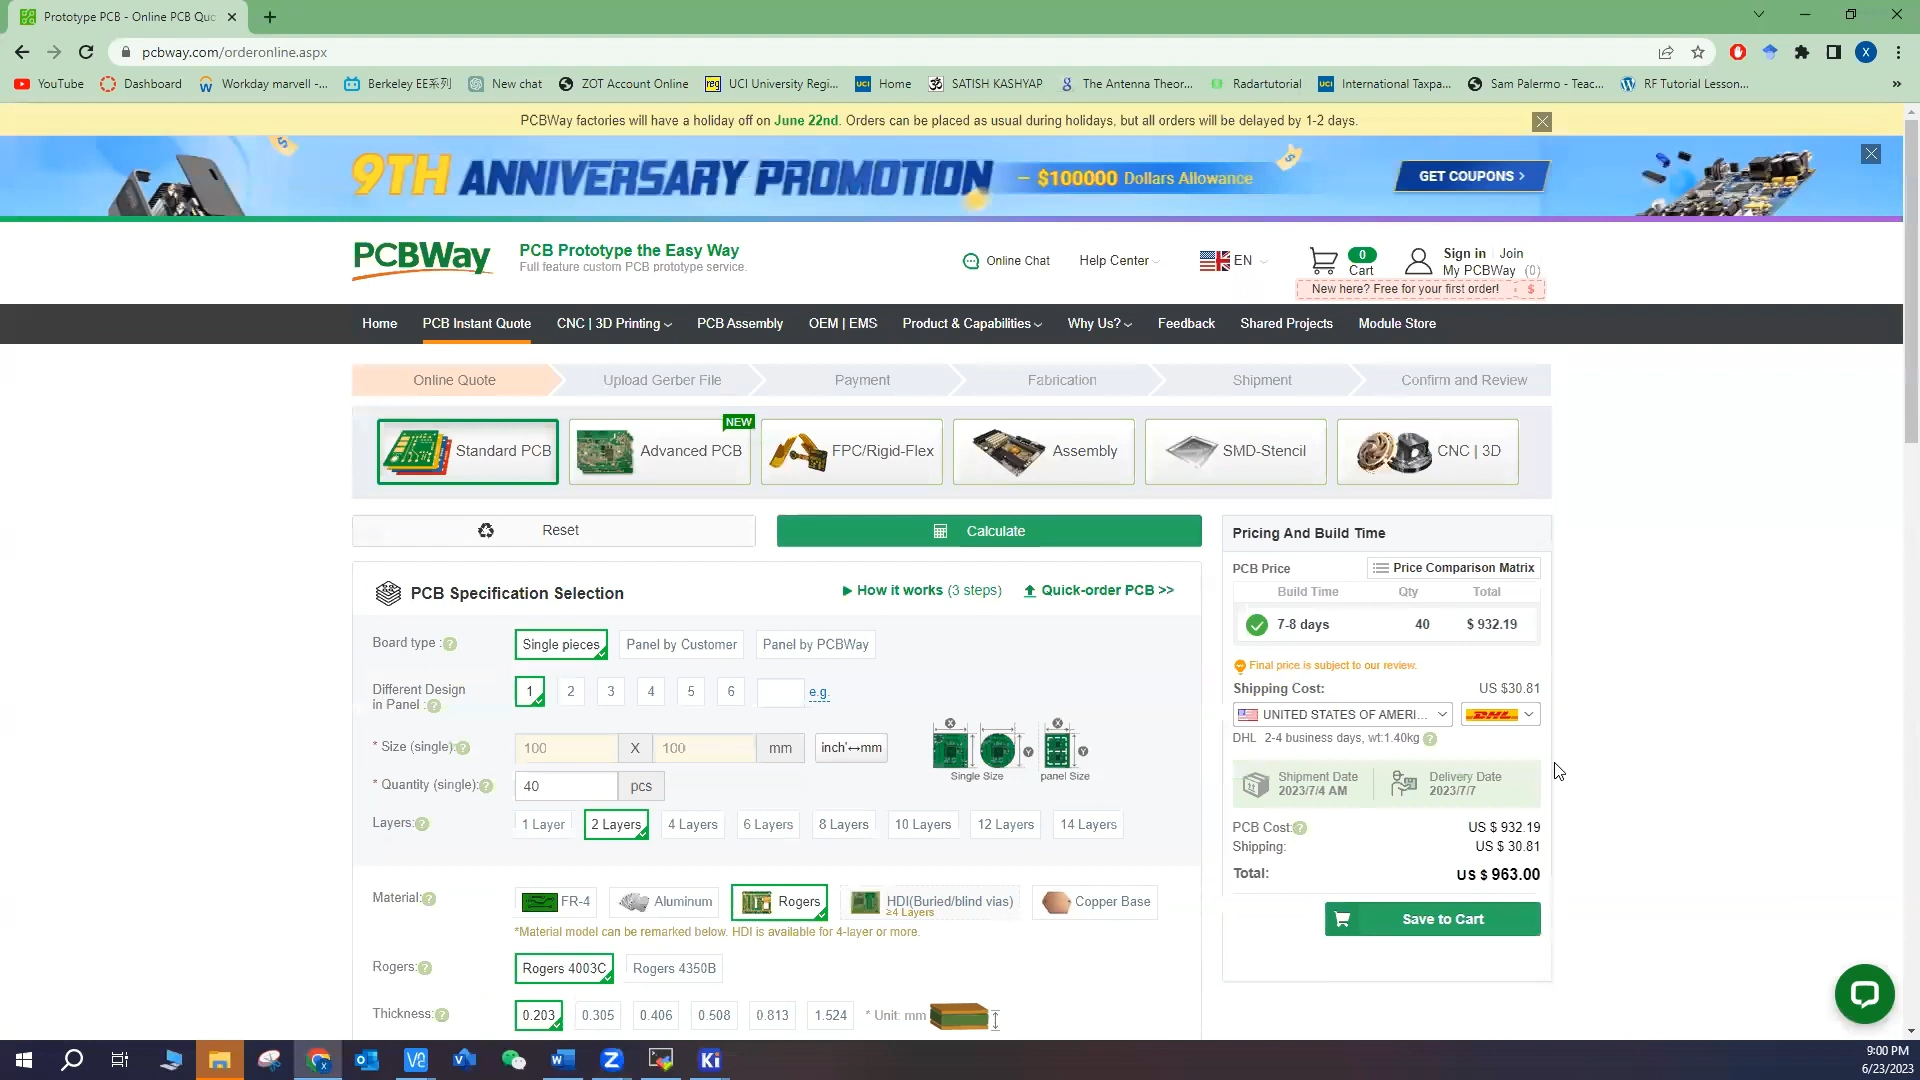 Prototype PCB - Online PCB Quo
pcbway.com/orderonline.aspx
X
YouTube Dashboard Workday marvell -... Berkeley EE系列 New chat ZOT Account Online reg UCI University Regi... UCI Home SATISH KASHYAP The Antenna Theor... Radartutorial UCI International Taxpa... Sam Palermo - Teac... RF Tutorial Lesson... »
PCBWay factories will have a holiday off on June 22nd. Orders can be placed as usual during holidays, but all orders will be delayed by 1-2 days.
9TH ANNIVERSARY PROMOTION – $100000 Dollars Allowance GET COUPONS >
PCBWay PCB Prototype the Easy Way
Full feature custom PCB prototype service.
Online Chat Help Center EN 0 Cart Sign in Join
My PCBWay (0)
New here? Free for your first order! $
Home PCB Instant Quote CNC | 3D Printing PCB Assembly OEM | EMS Product & Capabilities Why Us? Feedback Shared Projects Module Store
Online Quote Upload Gerber File Payment Fabrication Shipment Confirm and Review
NEW
Standard PCB Advanced PCB FPC/Rigid-Flex Assembly SMD-Stencil CNC | 3D
Reset Calculate
PCB Specification Selection How it works (3 steps) Quick-order PCB >>
Board type : ? Single pieces Panel by Customer Panel by PCBWay
Different Design in Panel : ? 1 2 3 4 5 6 e.g.
* Size (single): ? 100 X 100 mm inch'↔mm
X X Y Y
Single Size panel Size
* Quantity (single): ? 40 pcs
Layers: ? 1 Layer 2 Layers 4 Layers 6 Layers 8 Layers 10 Layers 12 Layers 14 Layers
Material: ? FR-4 Aluminum Rogers HDI(Buried/blind vias) ≥4 Layers Copper Base
*Material model can be remarked below. HDI is available for 4-layer or more.
Rogers: ? Rogers 4003C Rogers 4350B
Thickness: ? 0.203 0.305 0.406 0.508 0.813 1.524 * Unit: mm
Pricing And Build Time
PCB Price Price Comparison Matrix
Build Time Qty Total
7-8 days 40 $ 932.19
Final price is subject to our review.
Shipping Cost: US $30.81
UNITED STATES OF AMERI... DHL
DHL 2-4 business days, wt:1.40kg ?
Shipment Date 2023/7/4 AM
Delivery Date 2023/7/7
PCB Cost: ? US $ 932.19
Shipping: US $ 30.81
Total: US $ 963.00
Save to Cart
Ki
9:00 PM
6/23/2023